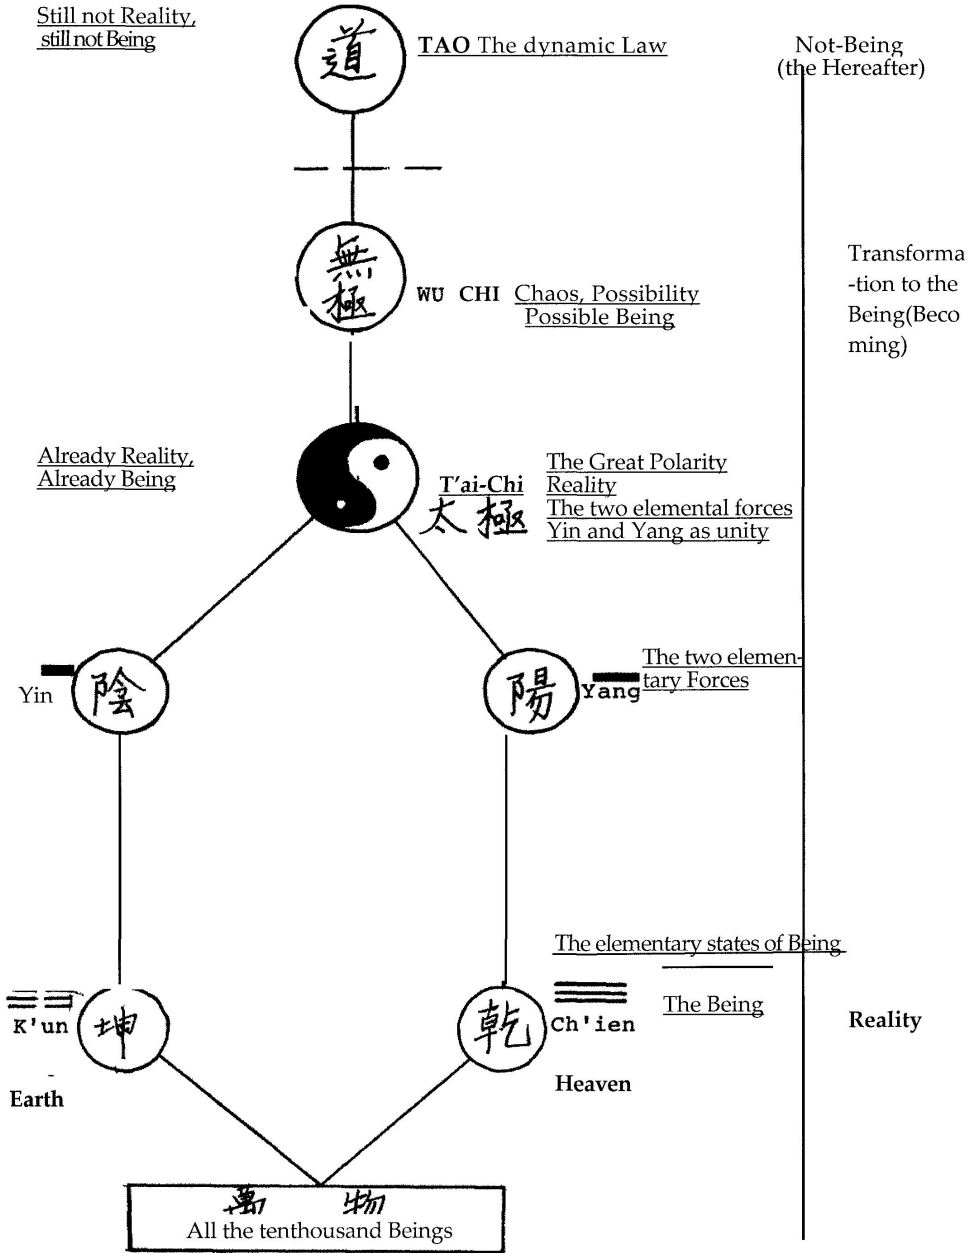 Still not Reality,
still not Being
道
TAO The dynamic Law
Not-Being
(the Hereafter)
無
極
WU CHI Chaos, Possibility
Possible Being
Transforma
-tion to the
Being(Beco
ming)
Already Reality,
Already Being
T'ai-Chi
太極
The Great Polarity
Reality
The two elemental forces
Yin and Yang as unity
Yin
陰
陽
Yang
The two elemen-
tary Forces
The elementary states of Being
The Being
K'un
坤
Earth
乾
Ch'ien
Heaven
Reality
萬 物
All the tenthousand Beings